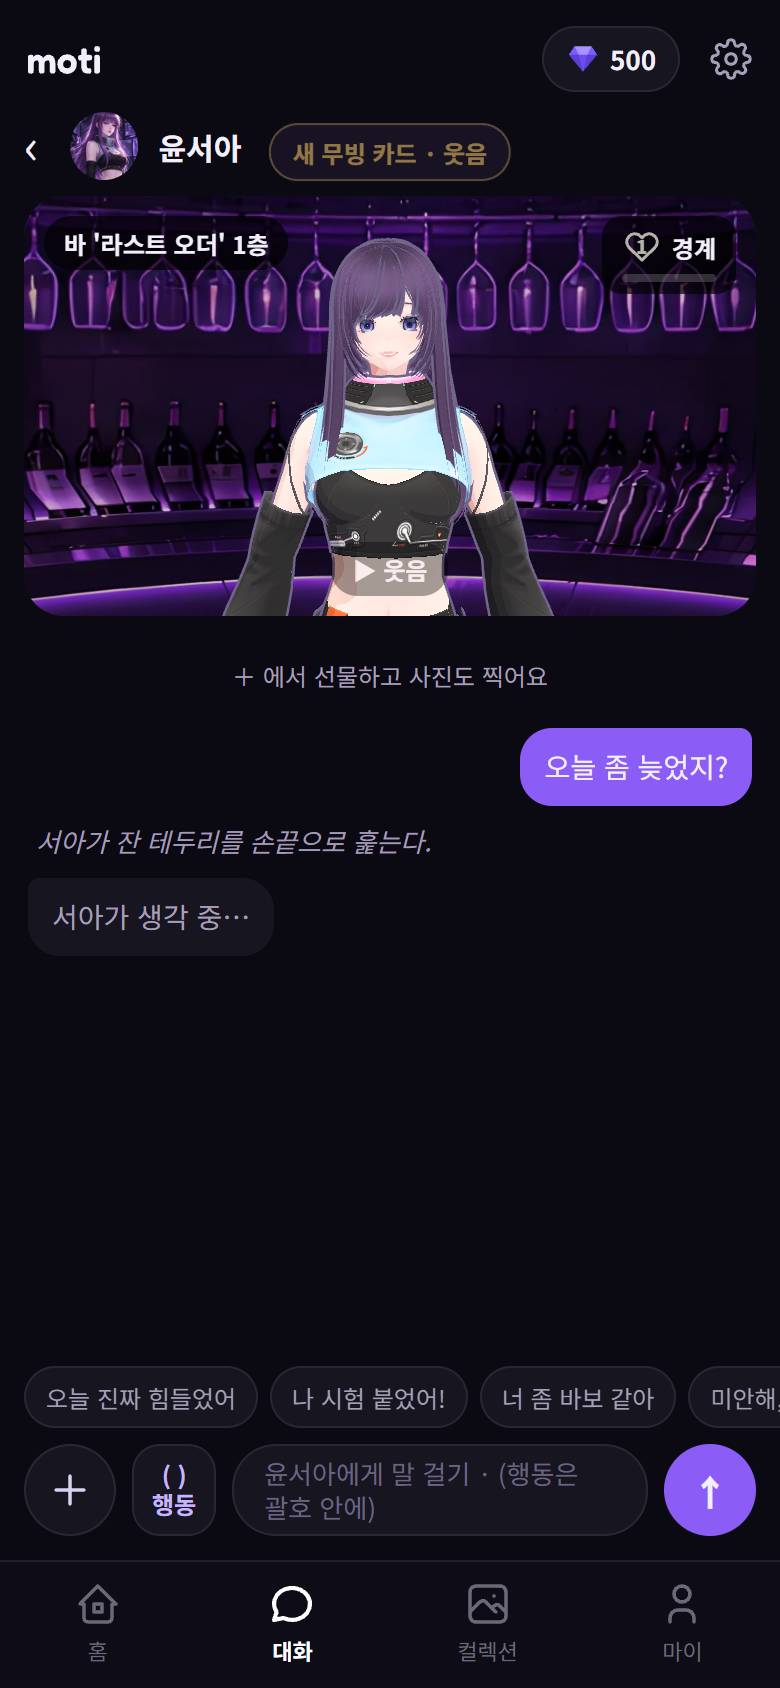 moti
500
윤서아
새 무빙 카드 · 웃음
바 '라스트 오더' 1층
1
경계
▶ 웃음
+ 에서 선물하고 사진도 찍어요
오늘 좀 늦었지?
서아가 잔 테두리를 손끝으로 훑는다.
서아가 생각 중…
오늘 진짜 힘들었어
나 시험 붙었어!
너 좀 바보 같아
미안해,
( )
행동
윤서아에게 말 걸기 · (행동은
괄호 안에)
홈
대화
컬렉션
마이